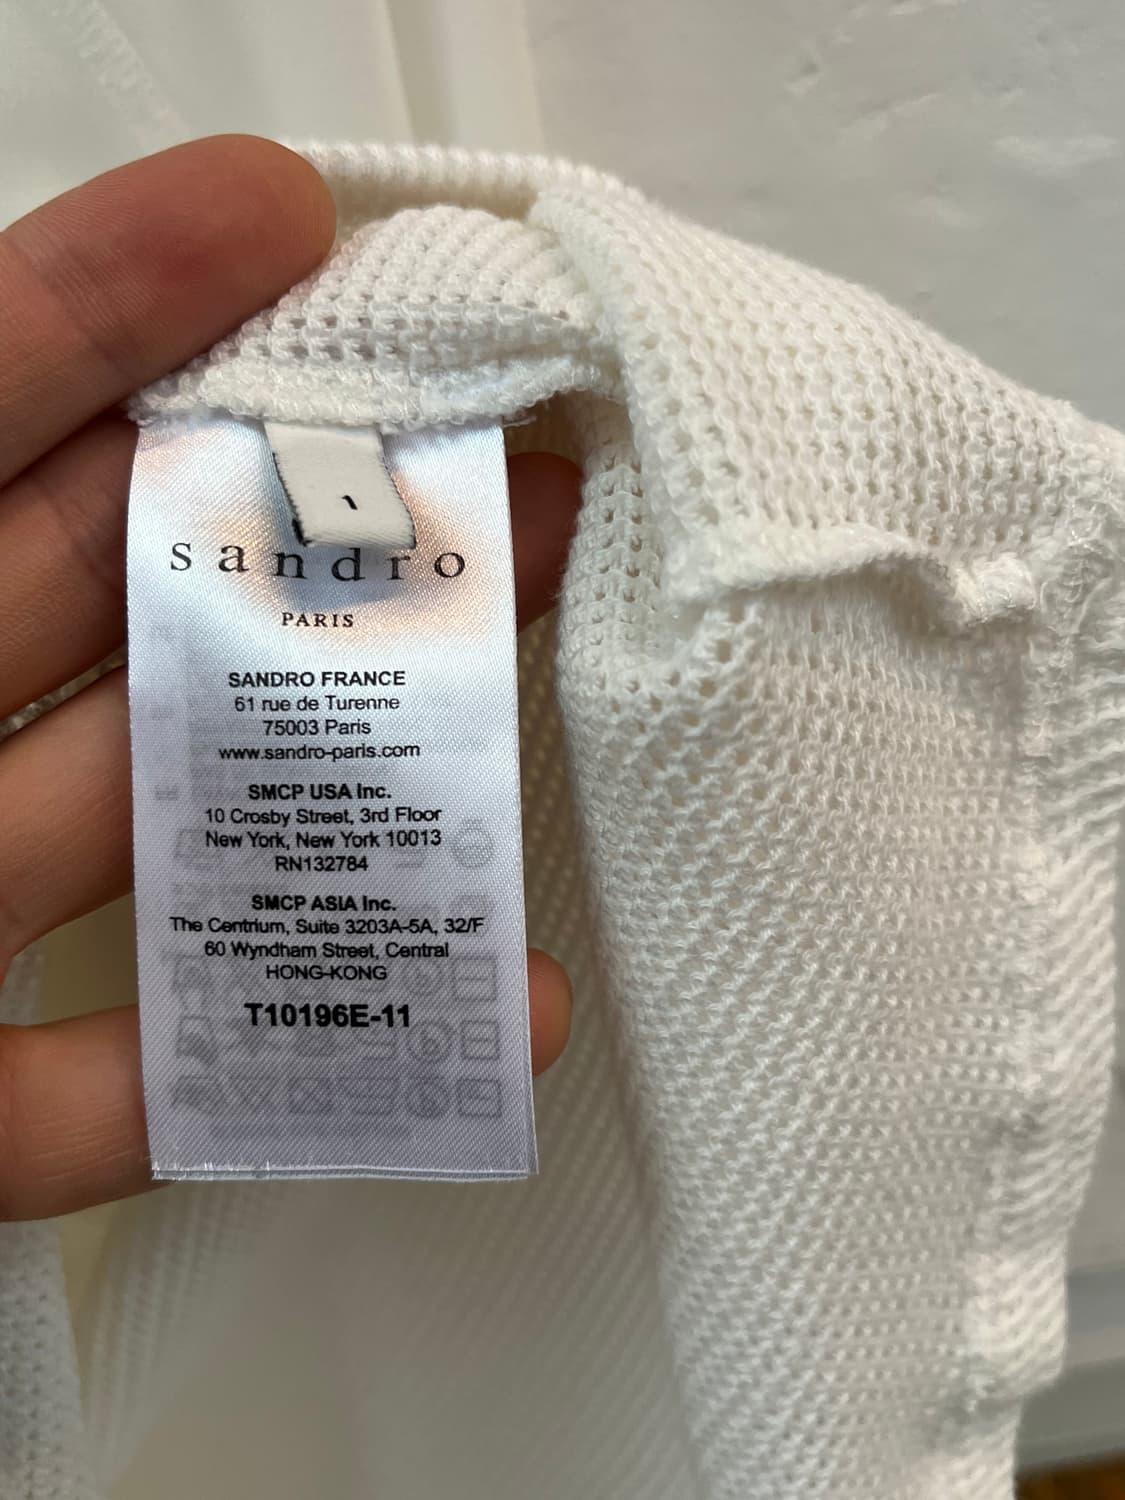 1
sandro
PARIS
SANDRO FRANCE
61 rue de Turenne
75003 Paris
www.sandro-paris.com
SMCP USA Inc.
10 Crosby Street, 3rd Floor
New York, New York 10013
RN132784
SMCP ASIA Inc.
The Centrium, Suite 3203A-5A, 32/F
60 Wyndham Street, Central
HONG-KONG
T10196E-11